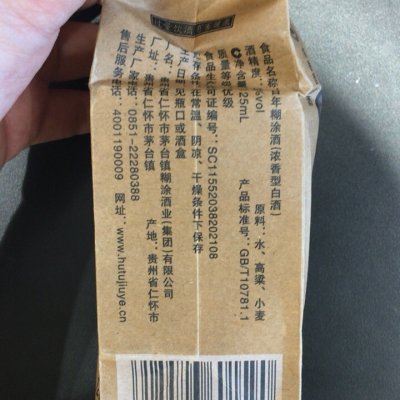 食品名称:百年糊涂酒(浓香型白酒)
原料:水、高粱、小麦
酒精度: %vol
产品标准号:GB/T10781.1
净含量:25mL
质量等级:优级
食品生产许可证编号:SC11552038202108
贮存条件:在常温、阴凉、干燥条件下保存
生产日期:见瓶口或酒盒
生产厂名:贵州省仁怀市茅台镇糊涂酒业(集团)有限公司
厂址:贵州省仁怀市茅台镇
产地:贵州省仁怀市
生产厂家电话:0851-22280388
网址:www.hutujiuye.cn
售后服务电话:4001190009